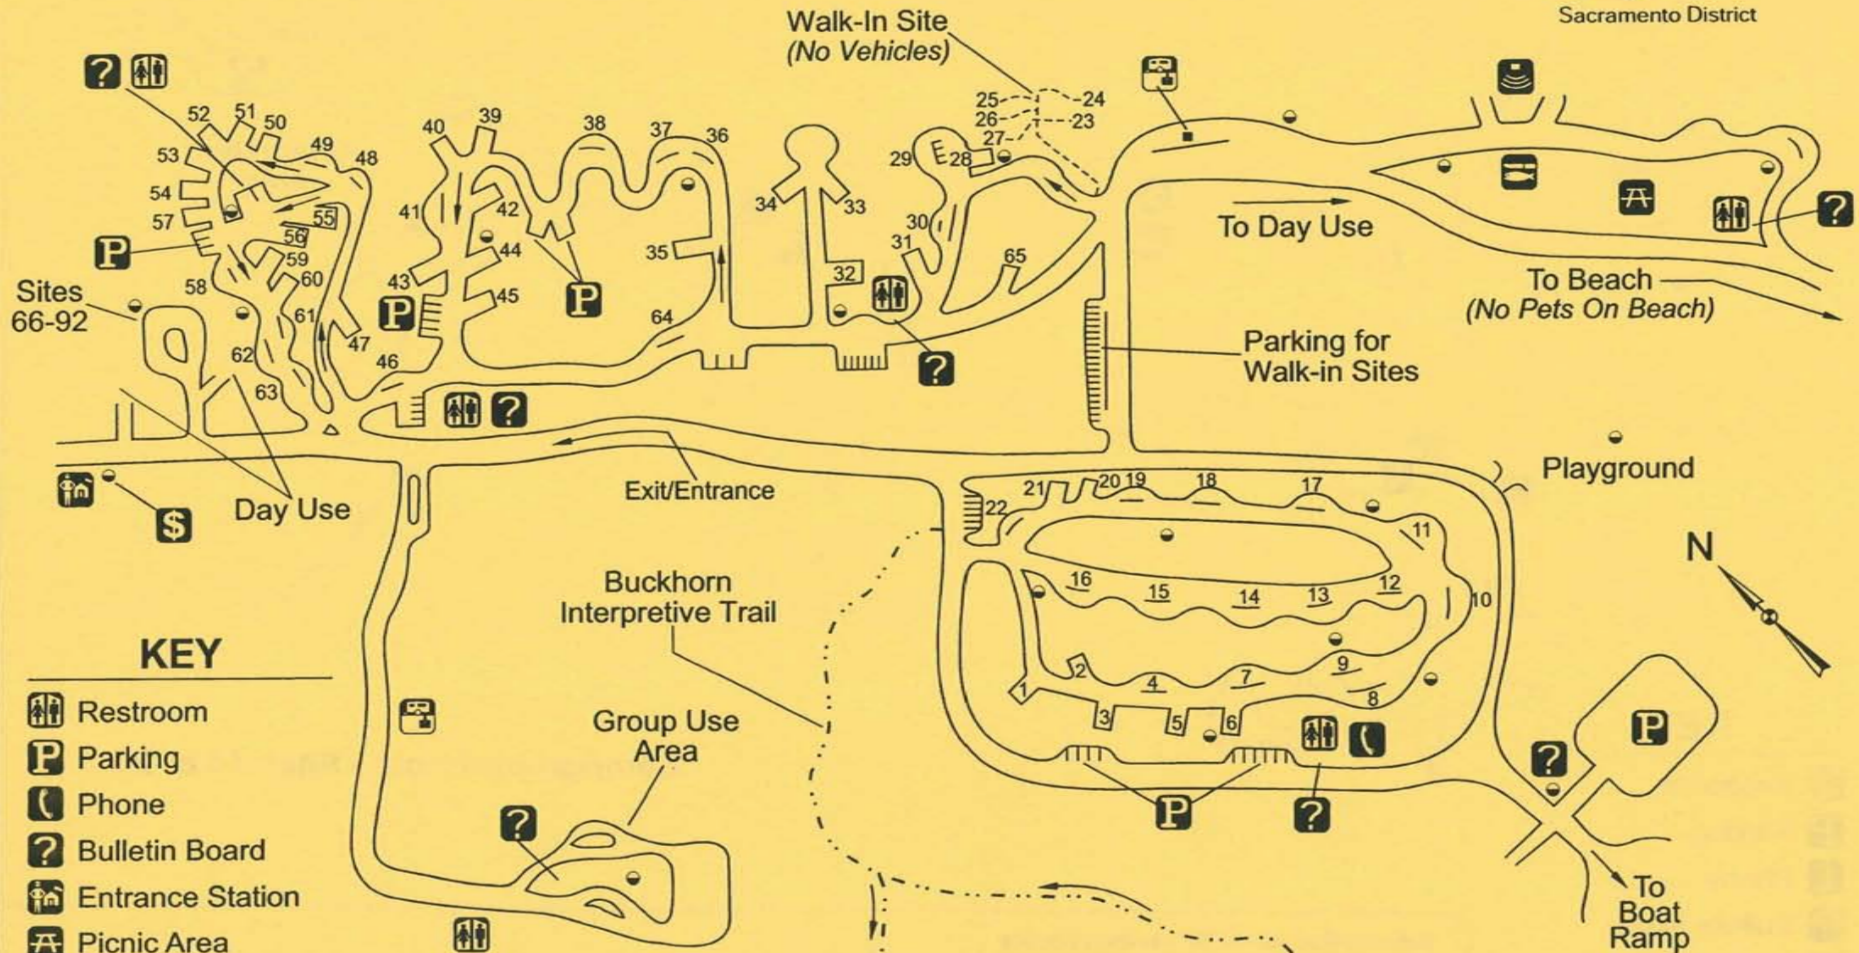 Sacramento District
Walk-In Site
(No Vehicles)
? 
25
24
26
23
27
52
51
50
49
48
53
54
57
55
56
59
60
58
61
47
62
63
46
P
Sites
66-92
40
39
38
37
36
41
42
44
43
45
35
64
P
P
34
33
32
29
E
28
30
31
65
?
?
To Day Use
?
To Beach
(No Pets On Beach)
Parking for
Walk-in Sites
Exit/Entrance
Day Use
$
Playground
21
20
19
18
17
22
11
16
15
14
13
12
10
2
1
4
7
9
8
3
5
6
N
Buckhorn
Interpretive Trail
Group Use
Area
?
P
?
?
P
To
Boat
Ramp
KEY
Restroom
P Parking
Phone
? Bulletin Board
Entrance Station
Picnic Area